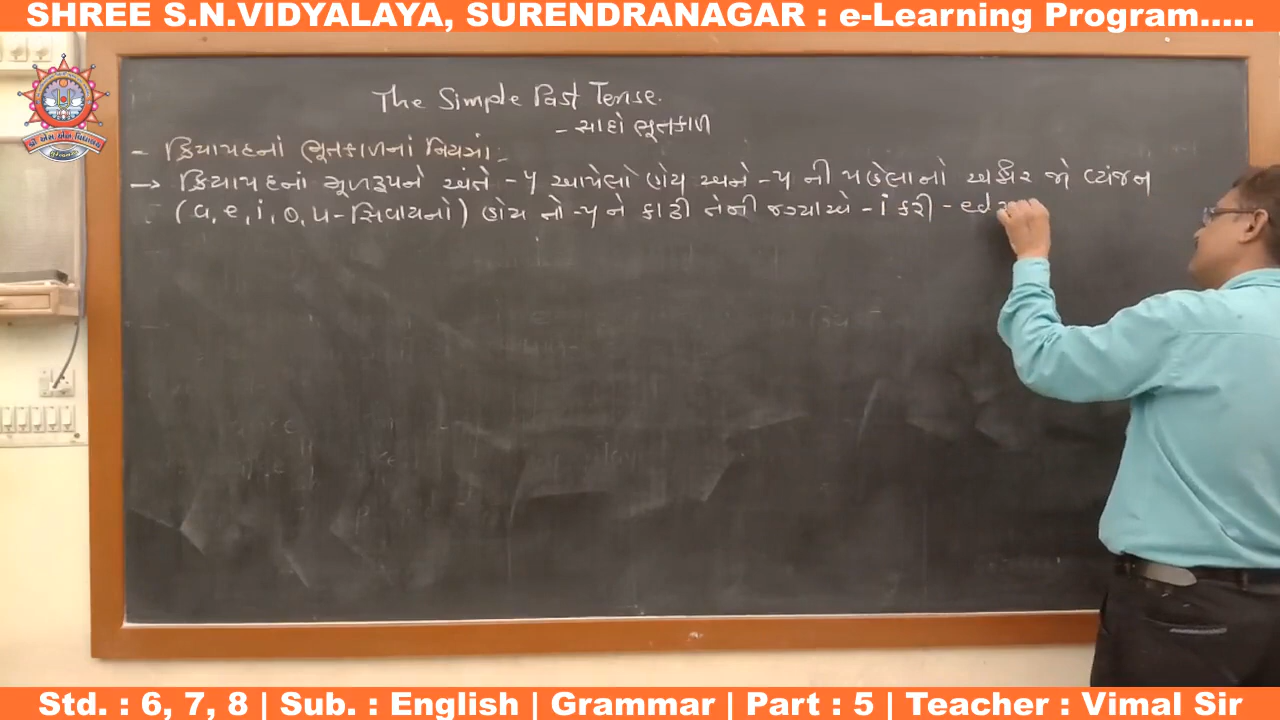 SHREE S.N.VIDYALAYA, SURENDRANAGAR : e-Learning Program.....
The Simple Past Tense.
- સાદો ભૂતકાળ
- ક્રિયાપદનાં ભૂતકાળનાં નિયમો :-
→ ક્રિયાપદનાં મૂળરૂપને અંતે -y આવેલો હોય અને -y ની પહેલાનો અક્ષર જો વ્યંજન
(a, e, i, o, u - સિવાયનો) હોય તો -y ને કાઢી તેની જગ્યાએ - i કરી -
Std. : 6, 7, 8 | Sub. : English | Grammar | Part : 5 | Teacher : Vimal Sir